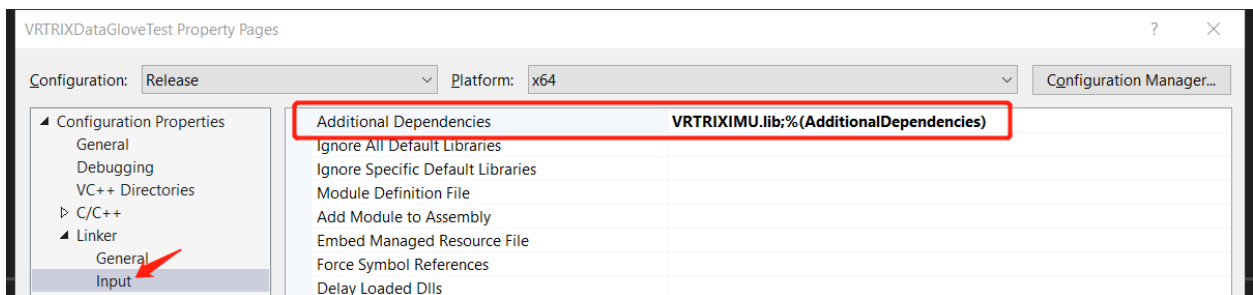 VRTRIXDataGloveTest Property Pages ? ×
Configuration: Release Platform: x64 Configuration Manager...
Configuration Properties
General
Debugging
VC++ Directories
C/C++
Linker
General
Input
Additional Dependencies VRTRIXIMU.lib;%(AdditionalDependencies)
Ignore All Default Libraries
Ignore Specific Default Libraries
Module Definition File
Add Module to Assembly
Embed Managed Resource File
Force Symbol References
Delay Loaded Dlls